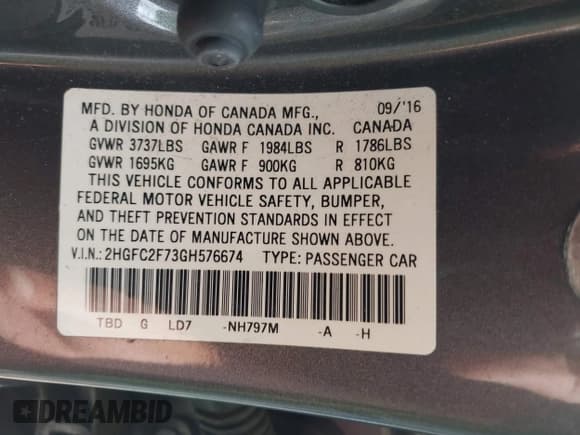 MFD. BY HONDA OF CANADA MFG., 09/'16
A DIVISION OF HONDA CANADA INC. CANADA
GVWR 3737LBS GAWR F 1984LBS R 1786LBS
GVWR 1695KG GAWR F 900KG R 810KG
THIS VEHICLE CONFORMS TO ALL APPLICABLE
FEDERAL MOTOR VEHICLE SAFETY, BUMPER,
AND THEFT PREVENTION STANDARDS IN EFFECT
ON THE DATE OF MANUFACTURE SHOWN ABOVE.
V.I.N.: 2HGFC2F73GH576674 TYPE: PASSENGER CAR
TBD G LD7 -NH797M -A -H
DREAMBID